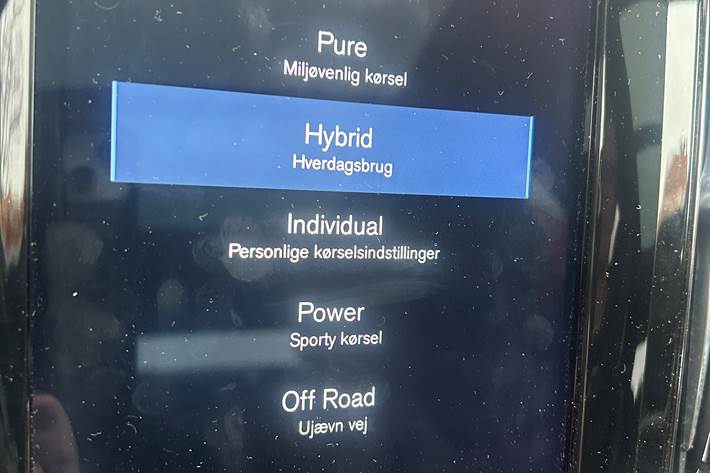 Pure
Miljøvenlig kørsel
Hybrid
Hverdagsbrug
Individual
Personlige kørselsindstillinger
Power
Sporty kørsel
Off Road
Ujævn vej